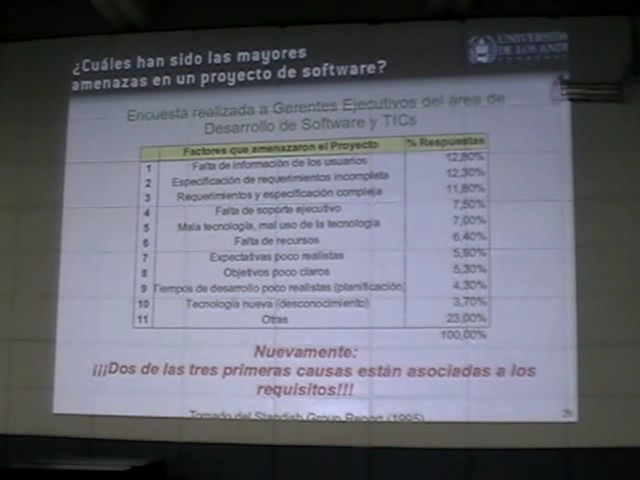 ¿Cuáles han sido las mayores
amenazas en un proyecto de software?
UNIVERSIDA
DE LOS AND
Encuesta realizada a Gerentes Ejecutivos del área de
Desarrollo de Software y TICs
Factores que amenazaron el Proyecto % Respuestas
1 Falta de información de los usuarios 12,80%
2 Especificación de requerimientos incompleta 12,30%
3 Requerimientos y especificación compleja 11,80%
4 Falta de soporte ejecutivo 7,50%
5 Mala tecnología, mal uso de la tecnología 7,00%
6 Falta de recursos 6,40%
7 Expectativas poco realistas 5,90%
8 Objetivos poco claros 5,30%
9 Tiempos de desarrollo poco realistas (planificación) 4,30%
10 Tecnología nueva (desconocimiento) 3,70%
11 Otras 23,00%
100,00%
Nuevamente:
¡¡¡Dos de las tres primeras causas están asociadas a los
requisitos!!!
Tomado del Standish Group Report (1995)